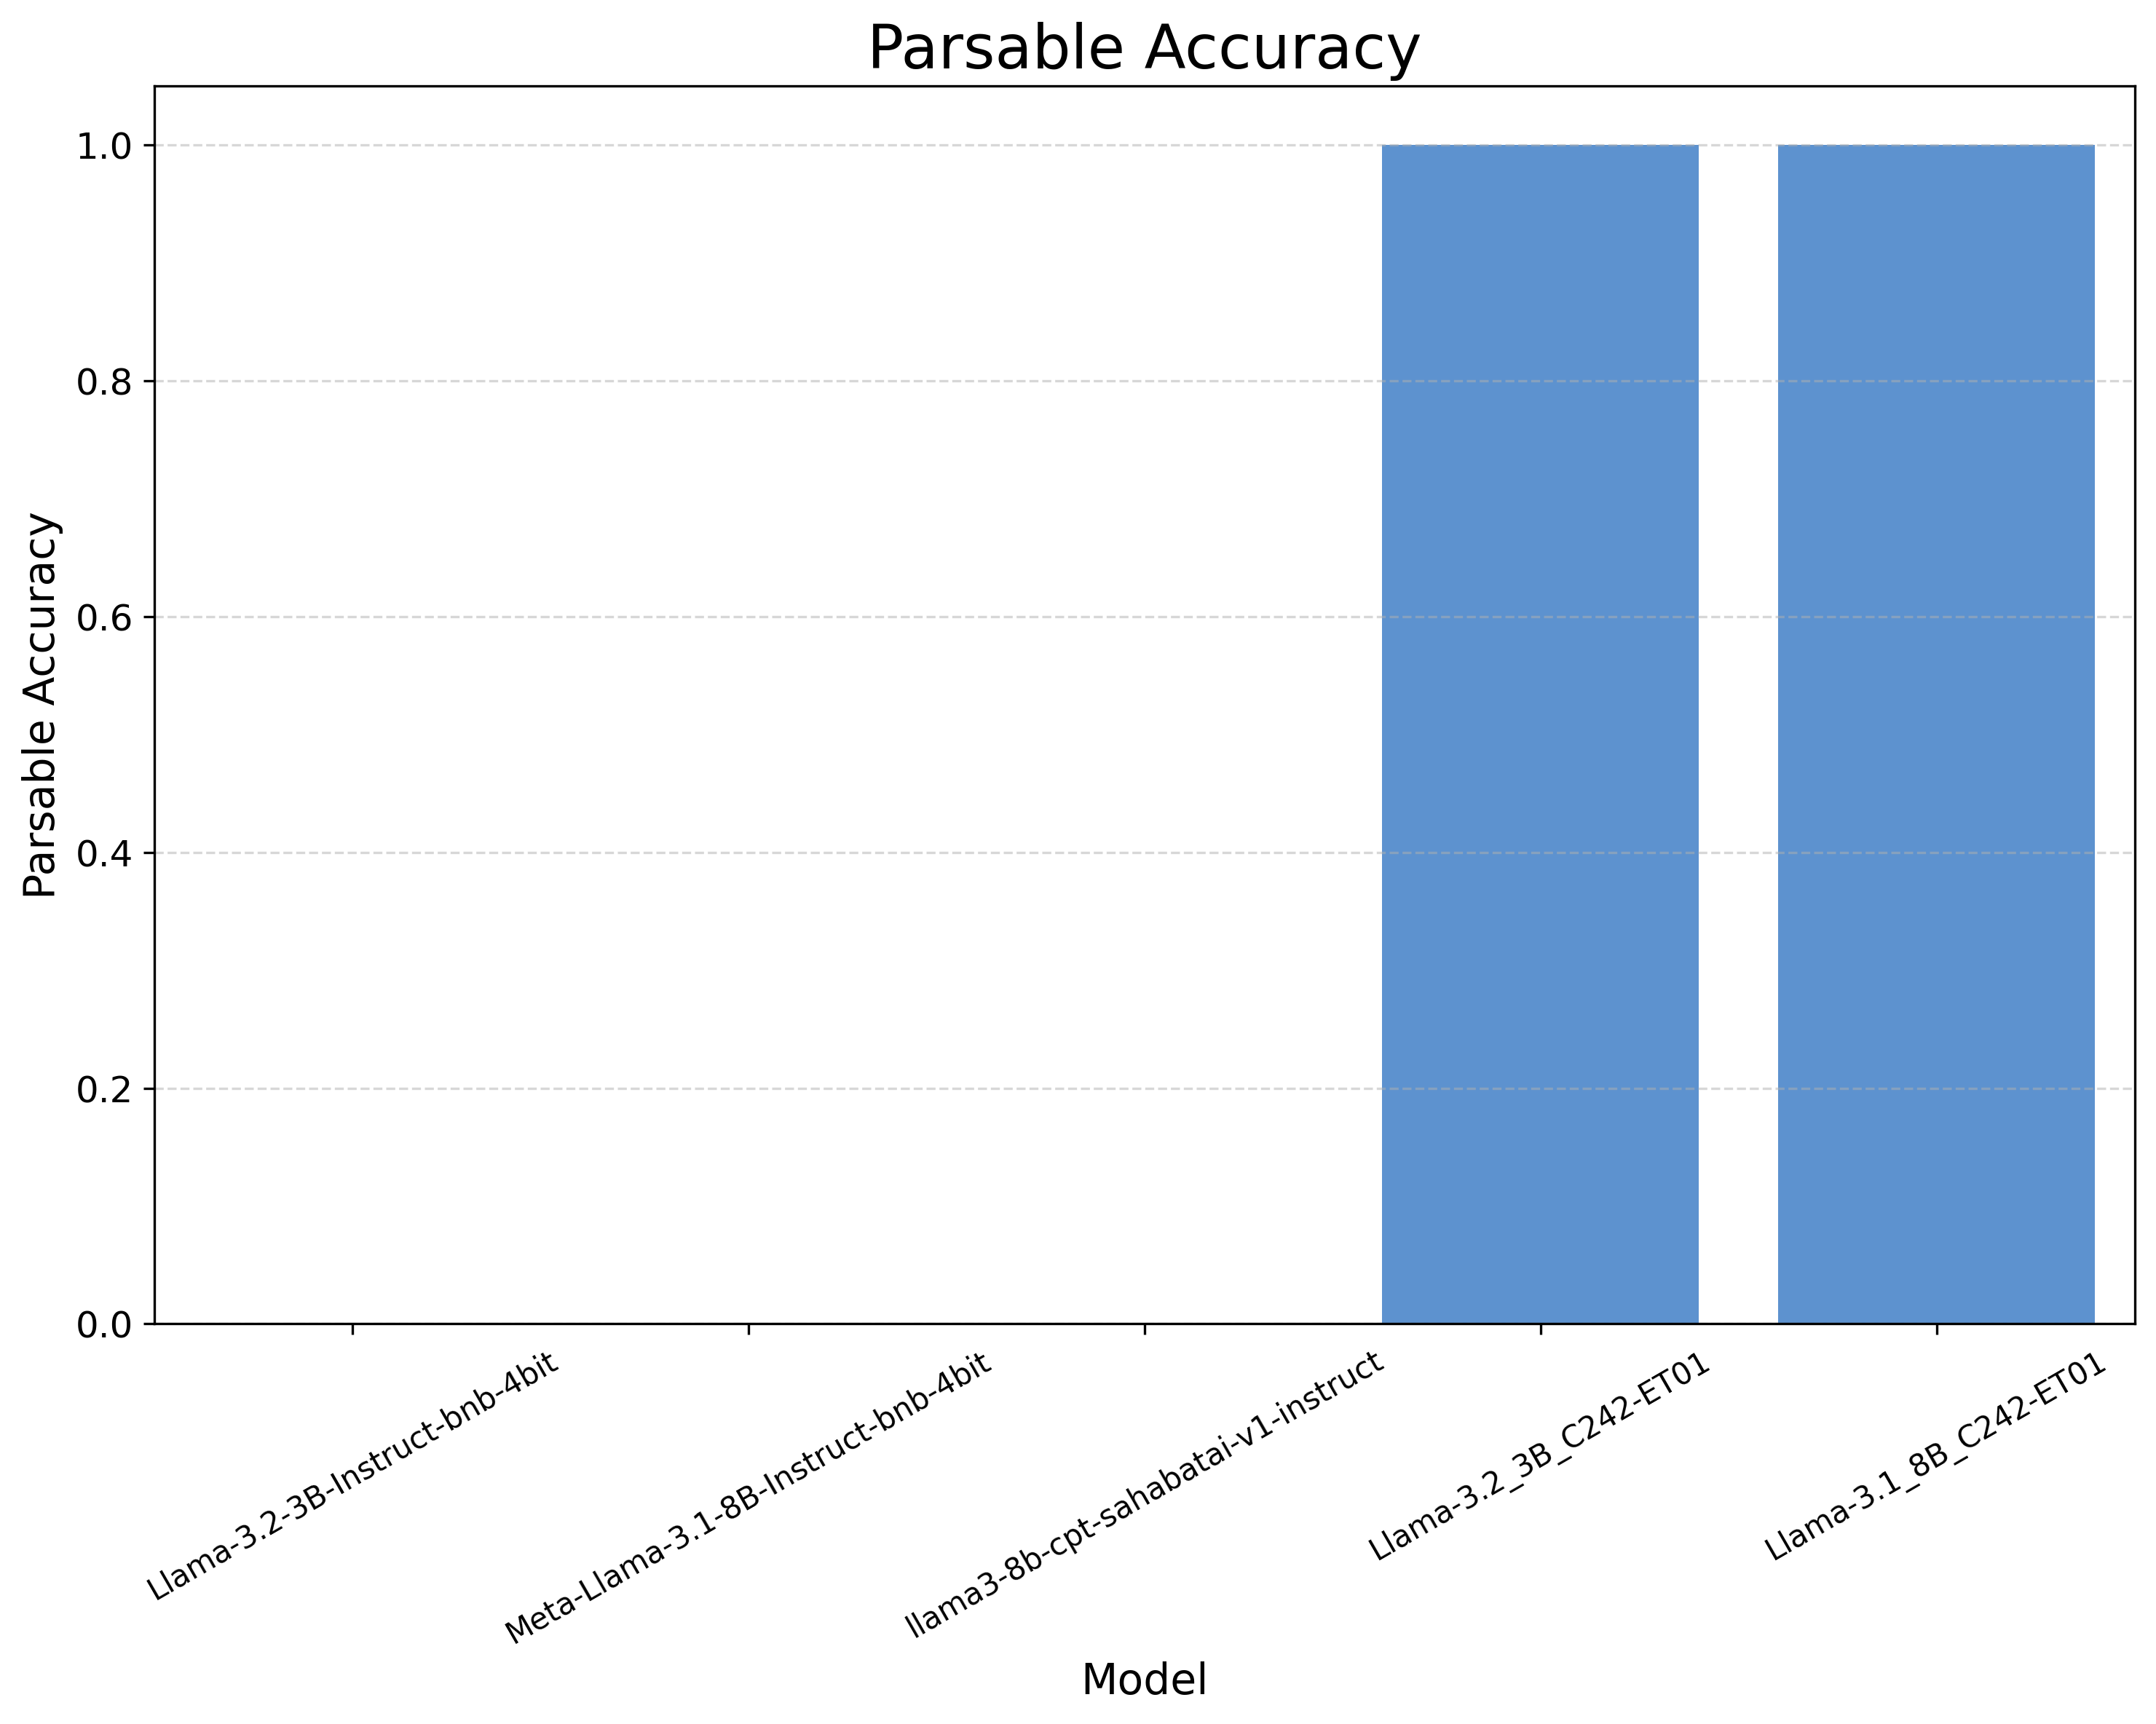 Parsable Accuracy
Parsable Accuracy
1.0
0.8
0.6
0.4
0.2
0.0
Llama-3.2-3B-Instruct-bnb-4bit
Meta-Llama-3.1-8B-Instruct-bnb-4bit
llama3-8b-cpt-sahabatai-v1-instruct
Llama-3.2_3B_C242-ET01
Llama-3.1_8B_C242-ET01
Model